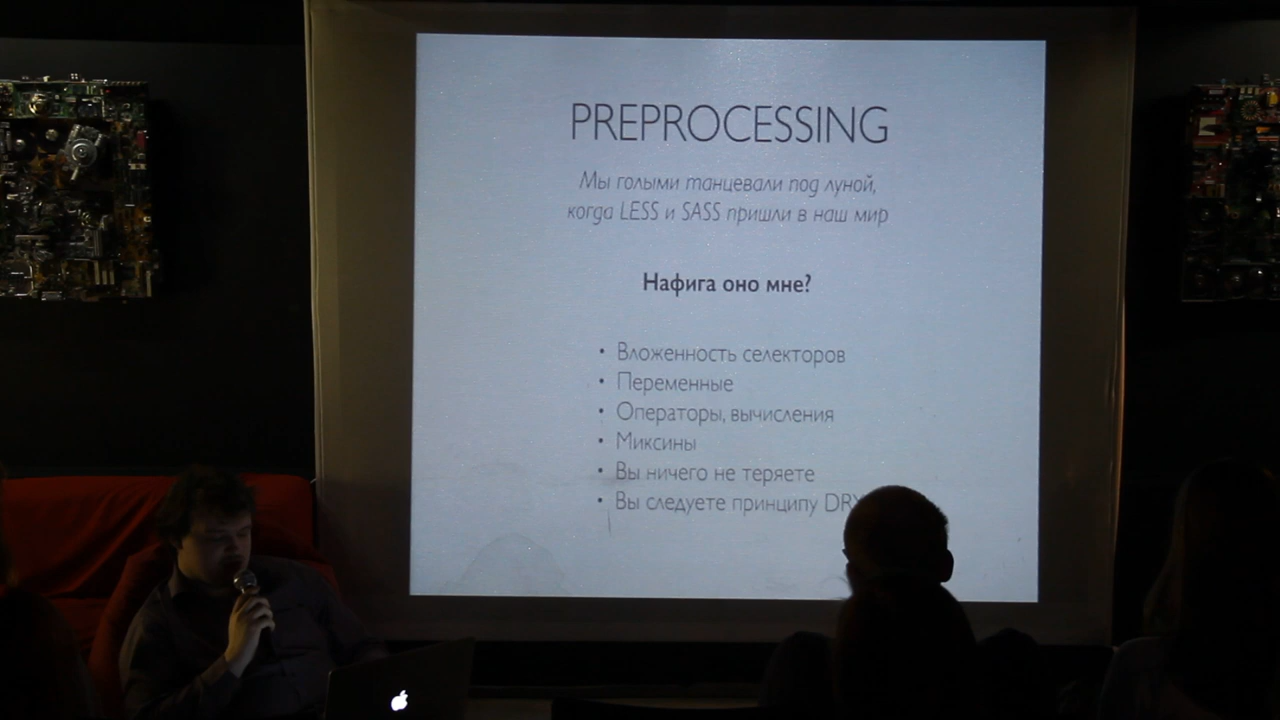 PREPROCESSING
Мы голыми танцевали под луной,
когда LESS и SASS пришли в наш мир
Нафига оно мне?
• Вложенность селекторов
• Переменные
• Операторы, вычисления
• Миксины
• Вы ничего не теряете
• Вы следуете принципу DRY